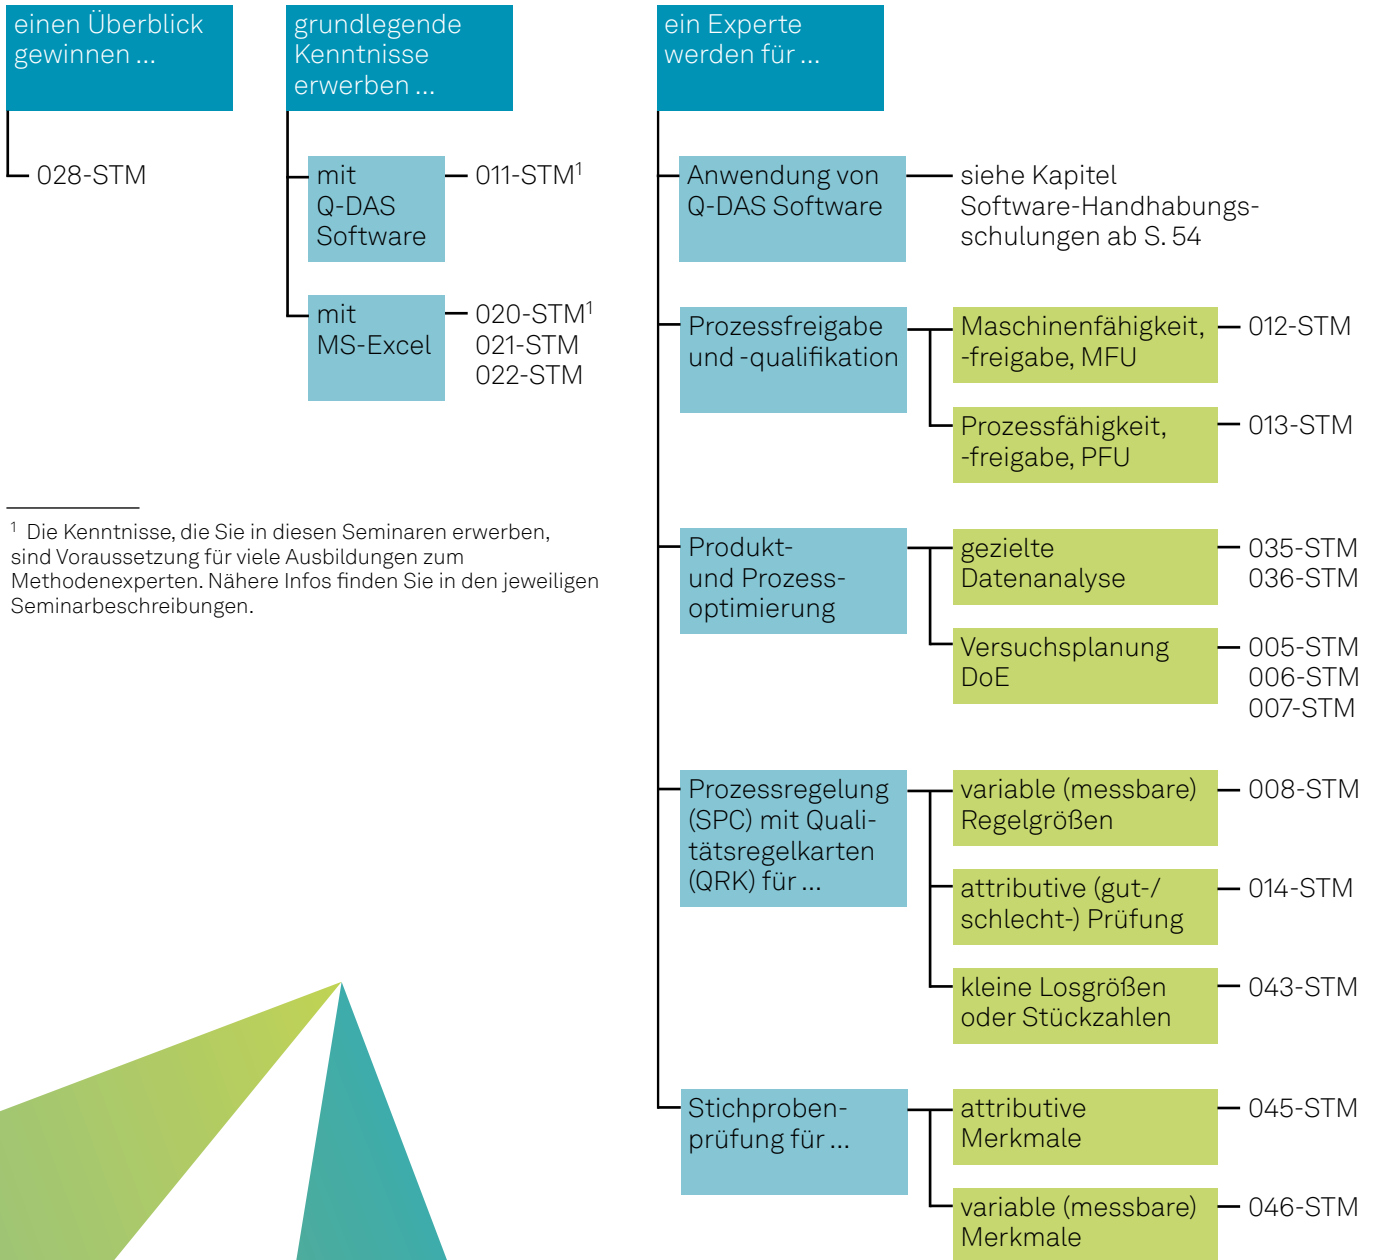 einen Überblick
gewinnen ...
028-STM
grundlegende
Kenntnisse
erwerben ...
mit
Q-DAS
Software
011-STM¹
mit
MS-Excel
020-STM¹
021-STM
022-STM
¹ Die Kenntnisse, die Sie in diesen Seminaren erwerben,
sind Voraussetzung für viele Ausbildungen zum
Methodenexperten. Nähere Infos finden Sie in den jeweiligen
Seminarbeschreibungen.
ein Experte
werden für ...
Anwendung von
Q-DAS Software
siehe Kapitel
Software-Handhabungs-
schulungen ab S. 54
Prozessfreigabe
und -qualifikation
Maschinenfähigkeit,
-freigabe, MFU
012-STM
Prozessfähigkeit,
-freigabe, PFU
013-STM
Produkt-
und Prozess-
optimierung
gezielte
Datenanalyse
035-STM
036-STM
Versuchsplanung
DoE
005-STM
006-STM
007-STM
Prozessregelung
(SPC) mit Quali-
tätsregelkarten
(QRK) für ...
variable (messbare)
Regelgrößen
008-STM
attributive (gut-/
schlecht-) Prüfung
014-STM
kleine Losgrößen
oder Stückzahlen
043-STM
Stichproben-
prüfung für ...
attributive
Merkmale
045-STM
variable (messbare)
Merkmale
046-STM